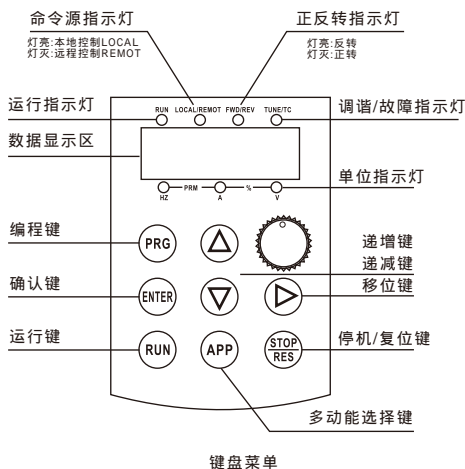 命令源指示灯
灯亮:本地控制LOCAL
灯灭:远程控制REMOT
正反转指示灯
灯亮:反转
灯灭:正转
运行指示灯
RUN LOCAL/REMOT FWD/REV TUNE/TC
调谐/故障指示灯
数据显示区
单位指示灯
PRM %
HZ A V
编程键
PRG
递增键
递减键
确认键
ENTER
移位键
运行键
RUN
APP
STOP
RES
停机/复位键
多动能选择键
键盘菜单